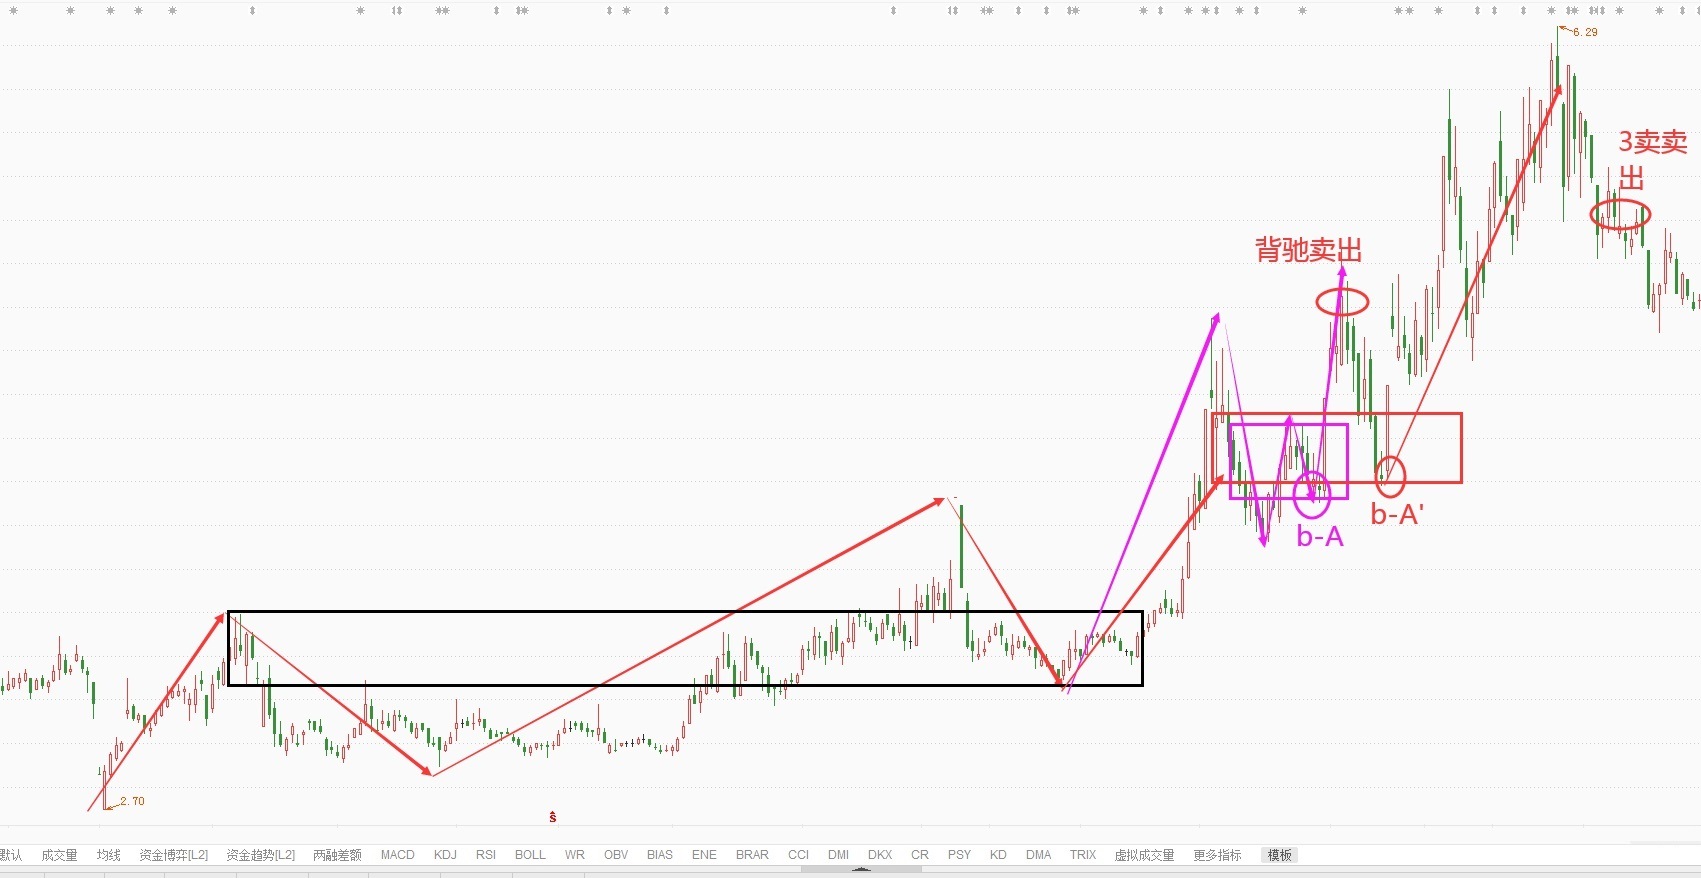 6.29
3卖卖
出
背驰卖出
b-A'
b-A
2.70
S
默认 成交量 均线 资金博弈[L2] 资金趋势[L2] 两融差额 MACD KDJ RSI BOLL WR OBV BIAS ENE BRAR CCI DMI DKX CR PSY KD DMA TRIX 虚拟成交量 更多指标 模板